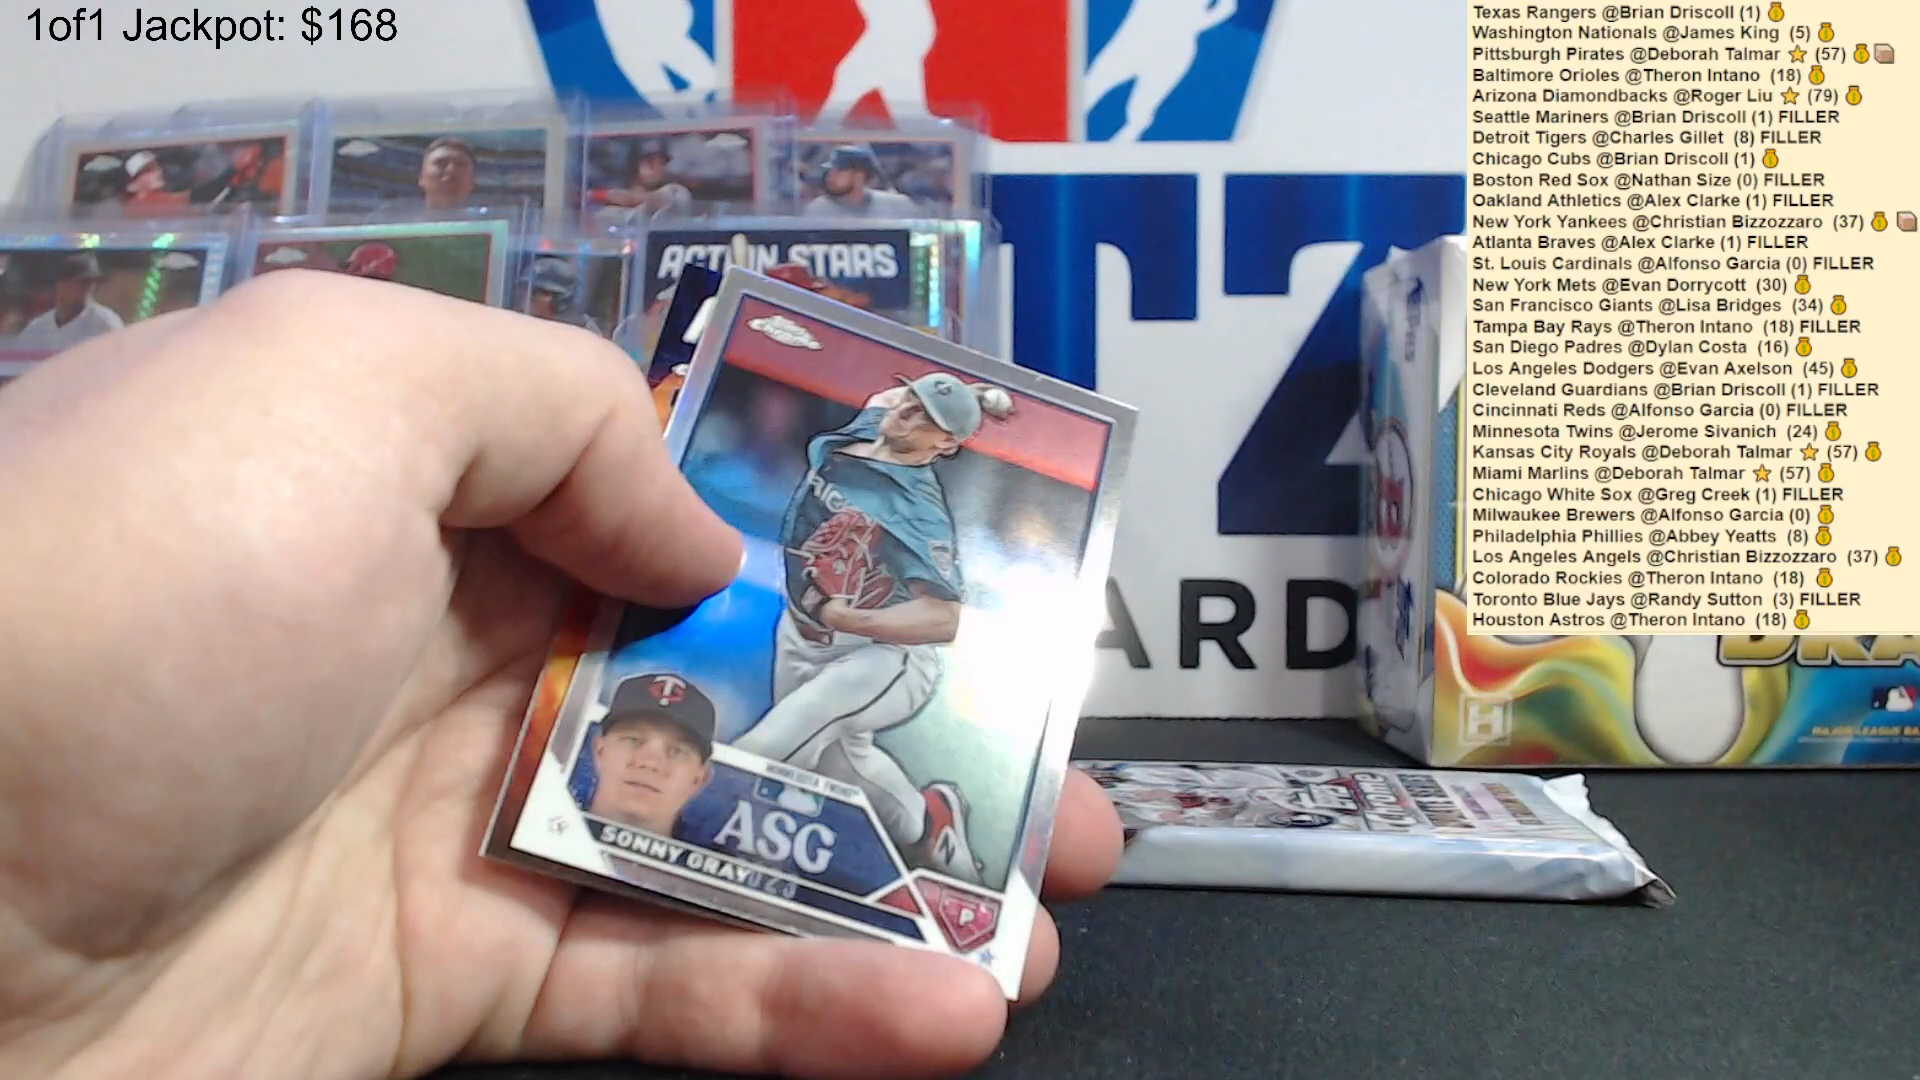 1of1 Jackpot: $168
Texas Rangers @Brian Driscoll (1)
Washington Nationals @James King (5)
Pittsburgh Pirates @Deborah Talmar (57)
Baltimore Orioles @Theron Intano (18)
Arizona Diamondbacks @Roger Liu (79)
Seattle Mariners @Brian Driscoll (1) FILLER
Detroit Tigers @Charles Gillet (8) FILLER
Chicago Cubs @Brian Driscoll (1)
Boston Red Sox @Nathan Size (0) FILLER
Oakland Athletics @Alex Clarke (1) FILLER
New York Yankees @Christian Bizzozzaro (37)
Atlanta Braves @Alex Clarke (1) FILLER
St. Louis Cardinals @Alfonso Garcia (0) FILLER
New York Mets @Evan Dorrycott (30)
San Francisco Giants @Lisa Bridges (34)
Tampa Bay Rays @Theron Intano (18) FILLER
San Diego Padres @Dylan Costa (16)
Los Angeles Dodgers @Evan Axelson (45)
Cleveland Guardians @Brian Driscoll (1) FILLER
Cincinnati Reds @Alfonso Garcia (0) FILLER
Minnesota Twins @Jerome Sivanich (24)
Kansas City Royals @Deborah Talmar (57)
Miami Marlins @Deborah Talmar (57)
Chicago White Sox @Greg Creek (1) FILLER
Milwaukee Brewers @Alfonso Garcia (0)
Philadelphia Phillies @Abbey Yeatts (8)
Los Angeles Angels @Christian Bizzozzaro (37)
Colorado Rockies @Theron Intano (18)
Toronto Blue Jays @Randy Sutton (3) FILLER
Houston Astros @Theron Intano (18)
ACTION STARS
TZ
ARD
MINNESOTA TWINS
ASG
SONNY GRAY
P
Topps Chrome
H
DRA
MAJOR LEAGUE BA